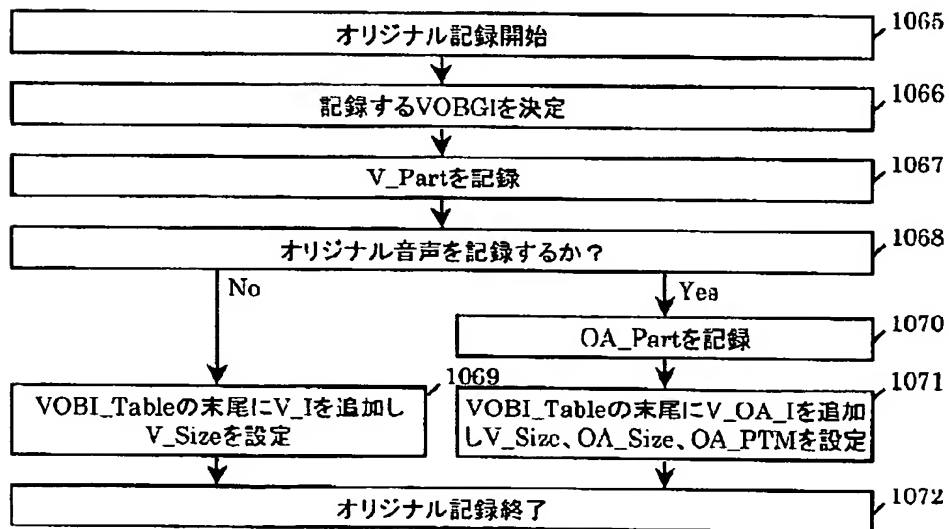 オリジナル記録開始
1065
記録するVOBGIを決定
1066
V_Partを記録
1067
オリジナル音声を記録するか？
1068
No
Yes
OA_Partを記録
1070
1069
1071
VOBI_Tableの末尾にV_Iを追加し
V_Sizeを設定
VOBI_Tableの末尾にV_OA_Iを追加
しV_Size、OA_Size、OA_PTMを設定
オリジナル記録終了
1072